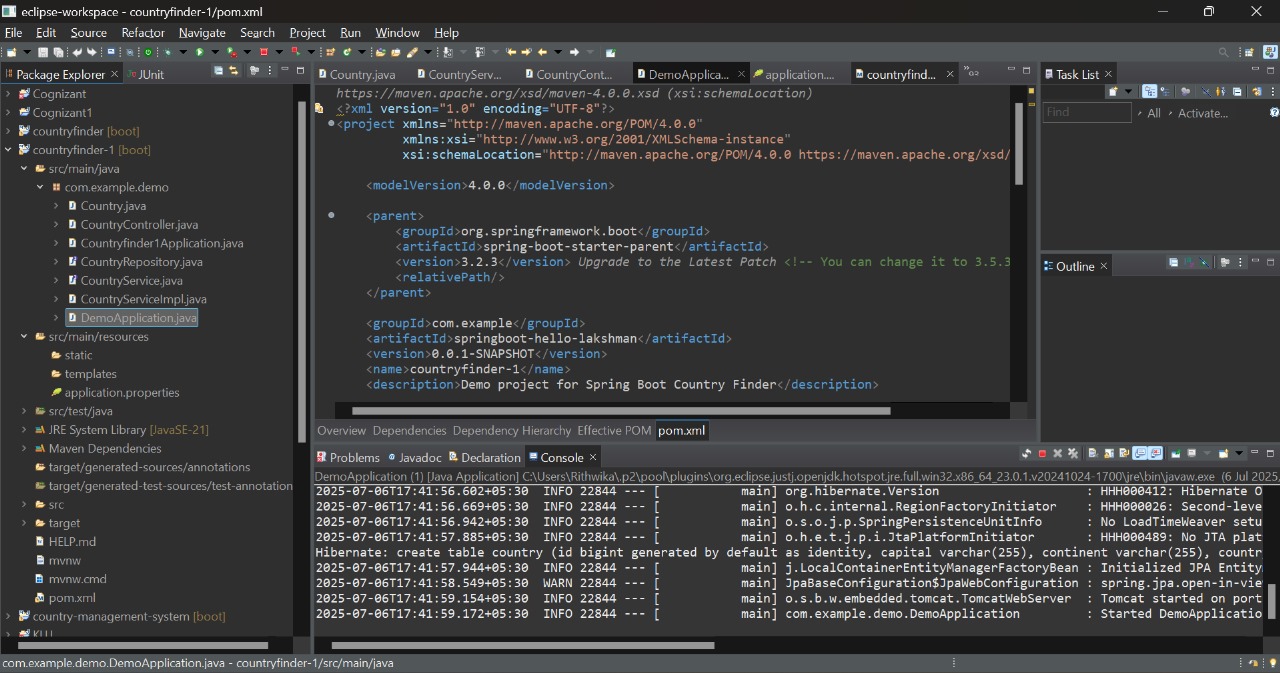 eclipse-workspace - countryfinder-1/pom.xml
File Edit Source Refactor Navigate Search Project Run Window Help
Package Explorer
JUnit
Cognizant
Cognizant1
countryfinder [boot]
countryfinder-1 [boot]
src/main/java
com.example.demo
Country.java
CountryController.java
Countryfinder1Application.java
CountryRepository.java
CountryService.java
CountryServiceImpl.java
DemoApplication.java
src/main/resources
static
templates
application.properties
src/test/java
JRE System Library [JavaSE-21]
Maven Dependencies
target/generated-sources/annotations
target/generated-test-sources/test-annotation
src
target
HELP.md
mvnw
mvnw.cmd
pom.xml
country-management-system [boot]
KLU
Country.java CountryServ... CountryCont... DemoApplica... application.... countryfind... »G2
https://maven.apache.org/xsd/maven-4.0.0.xsd (xsi:schemaLocation)
<?xml version="1.0" encoding="UTF-8"?>
<project xmlns="http://maven.apache.org/POM/4.0.0"
xmlns:xsi="http://www.w3.org/2001/XMLSchema-instance"
xsi:schemaLocation="http://maven.apache.org/POM/4.0.0 https://maven.apache.org/xsd/
<modelVersion>4.0.0</modelVersion>
<parent>
<groupId>org.springframework.boot</groupId>
<artifactId>spring-boot-starter-parent</artifactId>
<version>3.2.3</version> Upgrade to the Latest Patch <!-- You can change it to 3.5.3
<relativePath/>
</parent>
<groupId>com.example</groupId>
<artifactId>springboot-hello-lakshman</artifactId>
<version>0.0.1-SNAPSHOT</version>
<name>countryfinder-1</name>
<description>Demo project for Spring Boot Country Finder</description>
Overview Dependencies Dependency Hierarchy Effective POM pom.xml
Problems Javadoc Declaration Console
DemoApplication (1) [Java Application] C:\Users\Rithwika\.p2\pool\plugins\org.eclipse.justj.openjdk.hotspot.jre.full.win32.x86_64_23.0.1.v20241024-1700\jre\bin\javaw.exe (6 Jul 2025,
2025-07-06T17:41:56.602+05:30 INFO 22844 --- [ main] org.hibernate.Version : HHH000412: Hibernate O
2025-07-06T17:41:56.669+05:30 INFO 22844 --- [ main] o.h.c.internal.RegionFactoryInitiator : HHH000026: Second-leve
2025-07-06T17:41:56.942+05:30 INFO 22844 --- [ main] o.s.o.j.p.SpringPersistenceUnitInfo : No LoadTimeWeaver setu
2025-07-06T17:41:57.885+05:30 INFO 22844 --- [ main] o.h.e.t.j.p.i.JtaPlatformInitiator : HHH000489: No JTA plat
Hibernate: create table country (id bigint generated by default as identity, capital varchar(255), continent varchar(255), countr
2025-07-06T17:41:57.944+05:30 INFO 22844 --- [ main] j.LocalContainerEntityManagerFactoryBean : Initialized JPA Entity
2025-07-06T17:41:58.549+05:30 WARN 22844 --- [ main] JpaBaseConfiguration$JpaWebConfiguration : spring.jpa.open-in-vie
2025-07-06T17:41:59.154+05:30 INFO 22844 --- [ main] o.s.b.w.embedded.tomcat.TomcatWebServer : Tomcat started on port
2025-07-06T17:41:59.172+05:30 INFO 22844 --- [ main] com.example.demo.DemoApplication : Started DemoApplicatio
Task List
Find
All
Activate...
Outline
com.example.demo.DemoApplication.java - countryfinder-1/src/main/java